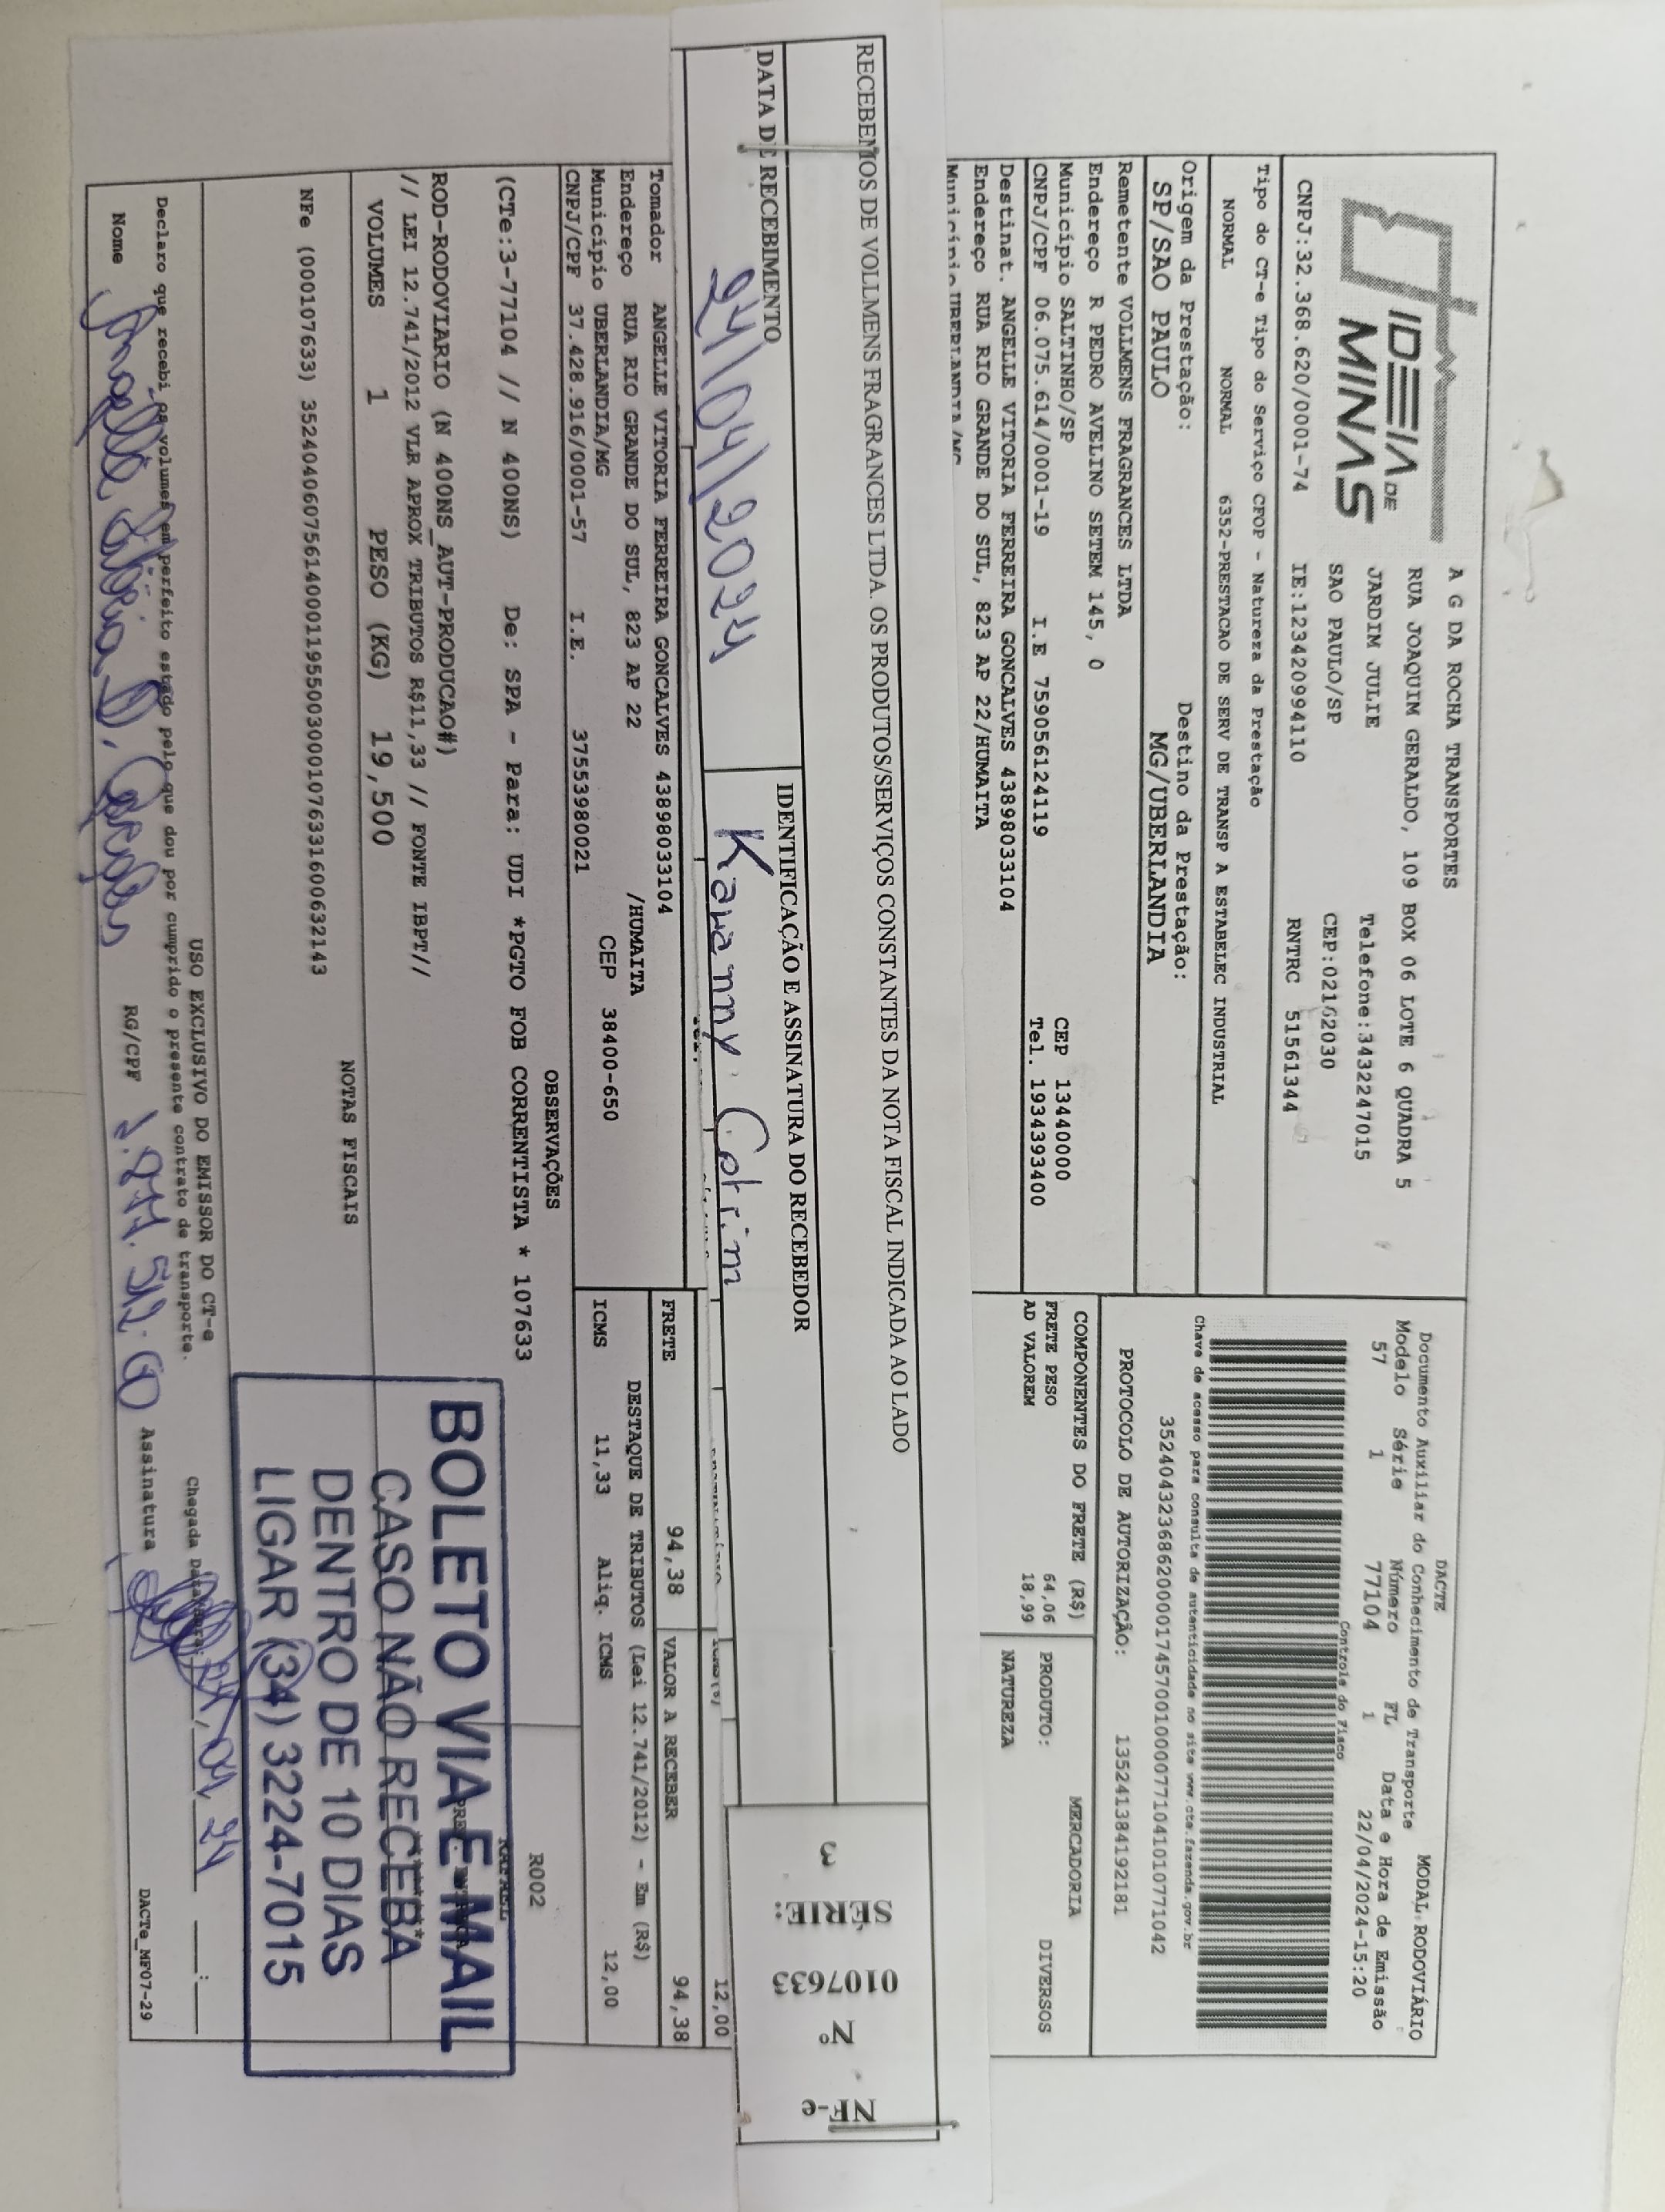 IDEIA DE
MINAS
A G DA ROCHA TRANSPORTES
RUA JOAQUIM GERALDO, 109 BOX 06 LOTE 6 QUADRA 5
JARDIM JULIE Telefone:3432247015
SAO PAULO/SP CEP:02162030
CNPJ:32.368.620/0001-74 IE:123420994110 RNTRC 51561344
DACTE
Documento Auxiliar do Conhecimento de Transporte
MODAL RODOVIÁRIO
Modelo Série Número FL Data e Hora de Emissão
57 1 77104 1 22/04/2024-15:20
Controle do Fisco
Tipo do CT-e Tipo do Serviço CFOP - Natureza da Prestação
NORMAL NORMAL 6352-PRESTACAO DE SERV DE TRANSP A ESTABELEC INDUSTRIAL
Chave de acesso para consulta de autenticidade no site www.cte.fazenda.gov.br
35240432368620000174570010000771041010771042
Origem da Prestação: Destino da Prestação:
SP/SAO PAULO MG/UBERLANDIA
PROTOCOLO DE AUTORIZAÇÃO: 135241384192181
Remetente VOLLMENS FRAGRANCES LTDA
Endereço R PEDRO AVELINO SETEM 145, 0
Município SALTINHO/SP CEP 13440000
CNPJ/CPF 06.075.614/0001-19 I.E 759056124119 Tel. 1934393400
COMPONENTES DO FRETE (R$) MERCADORIA
FRETE PESO 64,06 PRODUTO: DIVERSOS
AD VALOREM 18,99
NATUREZA
Destinat. ANGELLE VITORIA FERREIRA GONCALVES 43898033104
Endereço RUA RIO GRANDE DO SUL, 823 AP 22/HUMAITA
Município UBERLANDIA/MG
RECEBEMOS DE VOLLMENS FRAGRANCES LTDA. OS PRODUTOS/SERVIÇOS CONSTANTES DA NOTA FISCAL INDICADA AO LADO
DATA DE RECEBIMENTO IDENTIFICAÇÃO E ASSINATURA DO RECEBEDOR
24/04/2024 Kawanny Cotrim
NF-e
Nº 0107633
SÉRIE: 3
12,00
Tomador ANGELLE VITORIA FERREIRA GONCALVES 43898033104
Endereço RUA RIO GRANDE DO SUL, 823 AP 22 /HUMAITA
Município UBERLANDIA/MG CEP 38400-650
CNPJ/CPF 37.428.916/0001-57 I.E. 37553980021
FRETE 94,38 VALOR A RECEBER 94,38
DESTAQUE DE TRIBUTOS (Lei 12.741/2012) - Em (R$)
ICMS 11,33 Aliq. ICMS 12,00
OBSERVAÇÕES
R002
(CTe:3-77104 // N 400NS) De: SPA - Para: UDI *PGTO FOB CORRENTISTA * 107633
ROD-RODOVIARIO (N 400NS_AUT-PRODUCAO#)
// LEI 12.741/2012 VLR APROX TRIBUTOS R$11,33 // FONTE IBPT//
VOLUMES 1 PESO (KG) 19,500
NOTAS FISCAIS
NFe (000107633) 35240406075614000119550030001076331600632143
BOLETO VIA E-MAIL
CASO NÃO RECEBA
DENTRO DE 10 DIAS
LIGAR (34) 3224-7015
USO EXCLUSIVO DO EMISSOR DO CT-e
Declaro que recebi os volumes em perfeito estado pelo que dou por cumprido o presente contrato de transporte.
Chegada Data/Hora:
Nome RG/CPF Assinatura
DACTe_MF07-29